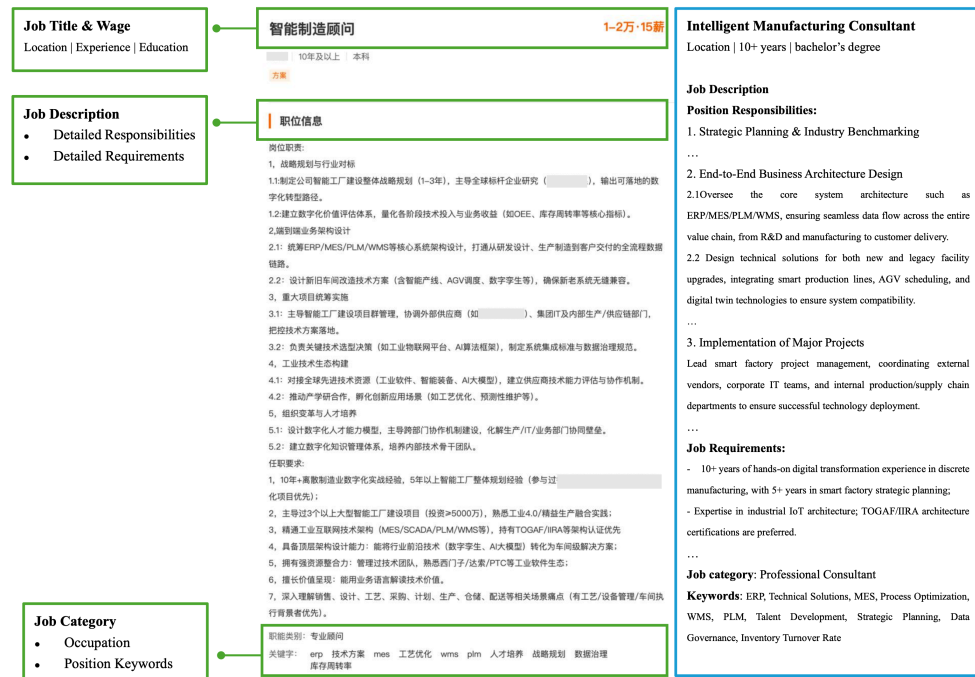 Job Title & Wage
Location | Experience | Education
Job Description
• Detailed Responsibilities
• Detailed Requirements
Job Category
• Occupation
• Position Keywords
智能制造顾问
1-2万·15薪
10年及以上 | 本科
方案
职位信息
岗位职责:
1，战略规划与行业对标
1.1:制定公司智能工厂建设整体战略规划（1-3年），主导全球标杆企业研究（ ），输出可落地的数
字化转型路径。
1.2:建立数字化价值评估体系，量化各阶段技术投入与业务收益（如OEE、库存周转率等核心指标）。
2,端到端业务架构设计
2.1：统筹ERP/MES/PLM/WMS等核心系统架构设计，打通从研发设计、生产制造到客户交付的全流程数据
链路。
2.2：设计新旧车间改造技术方案（含智能产线、AGV调度、数字孪生等），确保新老系统无缝兼容。
3，重大项目统筹实施
3.1：主导智能工厂建设项目群管理，协调外部供应商（如 ）、集团IT及内部生产/供应链部门，
把控技术方案落地。
3.2：负责关键技术选型决策（如工业物联网平台、AI算法框架），制定系统集成标准与数据治理规范。
4，工业技术生态构建
4.1：对接全球先进技术资源（工业软件、智能装备、AI大模型），建立供应商技术能力评估与协作机制。
4.2：推动产学研合作，孵化创新应用场景（如工艺优化、预测性维护等）。
5，组织变革与人才培养
5.1：设计数字化人才能力模型，主导跨部门协作机制建设，化解生产/IT/业务部门协同壁垒。
5.2：建立数字化知识管理体系，培养内部技术骨干团队。
任职要求:
1，10年+离散制造业数字化实战经验，5年以上智能工厂整体规划经验（参与过
化项目优先）；
2，主导过3个以上大型智能工厂建设项目（投资≥5000万），熟悉工业4.0/精益生产融合实践；
3，精通工业互联网技术架构（MES/SCADA/PLM/WMS等），持有TOGAF/IIRA等架构认证优先
4，具备顶层架构设计能力：能将行业前沿技术（数字孪生、AI大模型）转化为车间级解决方案；
5，拥有强资源整合力：管理过技术团队，熟悉西门子/达索/PTC等工业软件生态；
6，擅长价值呈现：能用业务语言解读技术价值。
7，深入理解销售、设计、工艺、采购、计划、生产、仓储、配送等相关场景痛点（有工艺/设备管理/车间执
行背景者优先）。
职能类别：专业顾问
关键字： erp 技术方案 mes 工艺优化 wms plm 人才培养 战略规划 数据治理
库存周转率
Intelligent Manufacturing Consultant
Location | 10+ years | bachelor’s degree
Job Description
Position Responsibilities:
1. Strategic Planning & Industry Benchmarking
…
2. End-to-End Business Architecture Design
2.1Oversee the core system architecture such as
ERP/MES/PLM/WMS, ensuring seamless data flow across the entire
value chain, from R&D and manufacturing to customer delivery.
2.2 Design technical solutions for both new and legacy facility
upgrades, integrating smart production lines, AGV scheduling, and
digital twin technologies to ensure system compatibility.
…
3. Implementation of Major Projects
Lead smart factory project management, coordinating external
vendors, corporate IT teams, and internal production/supply chain
departments to ensure successful technology deployment.
…
Job Requirements:
- 10+ years of hands-on digital transformation experience in discrete
manufacturing, with 5+ years in smart factory strategic planning;
- Expertise in industrial IoT architecture; TOGAF/IIRA architecture
certifications are preferred.
…
Job category: Professional Consultant
Keywords: ERP, Technical Solutions, MES, Process Optimization,
WMS, PLM, Talent Development, Strategic Planning, Data
Governance, Inventory Turnover Rate